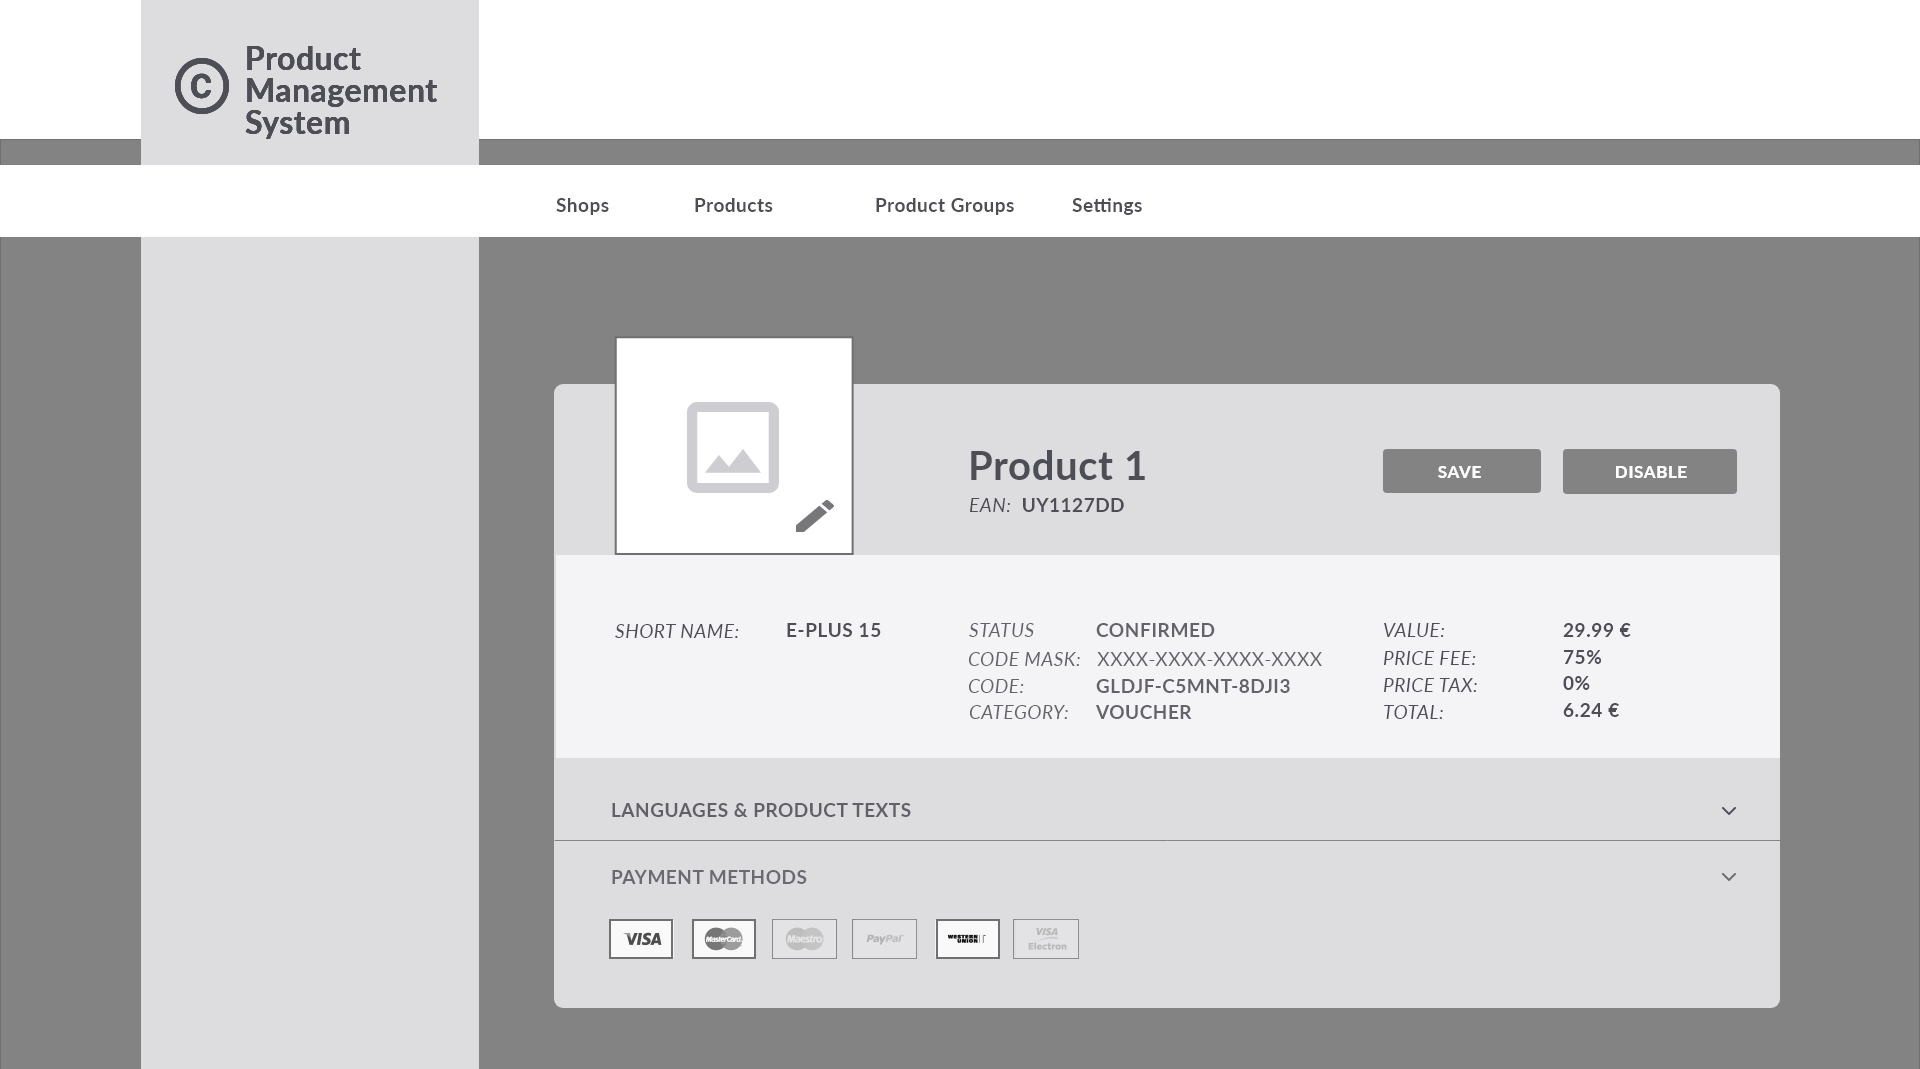 ©
Product
Management
System
Shops Products Product Groups Settings
Product 1
EAN: UY1127DD
SAVE DISABLE
SHORT NAME: E-PLUS 15
STATUS CONFIRMED
CODE MASK: XXXX-XXXX-XXXX-XXXX
CODE: GLDJF-C5MNT-8DJI3
CATEGORY: VOUCHER
VALUE: 29.99 €
PRICE FEE: 75%
PRICE TAX: 0%
TOTAL: 6.24 €
LANGUAGES & PRODUCT TEXTS
PAYMENT METHODS
VISA
MasterCard
Maestro
PayPal
WESTERN
UNION
VISA
Electron